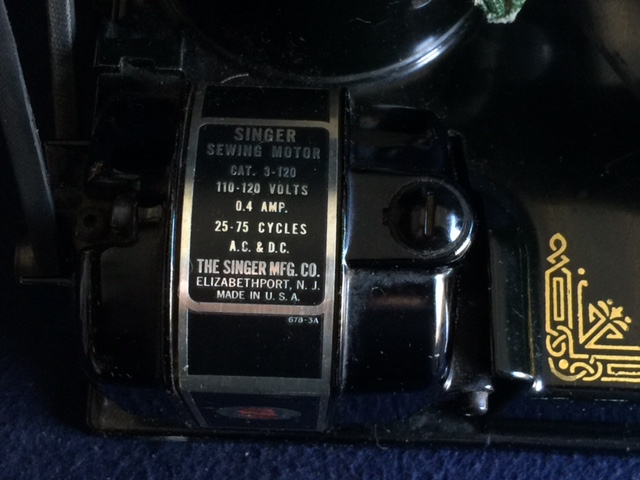 SINGER
SEWING MOTOR
CAT. 3-120
110-120 VOLTS
0.4 AMP.
25-75 CYCLES
A.C. & D.C.
THE SINGER MFG. CO.
ELIZABETHPORT, N. J.
MADE IN U. S. A.
678-3A